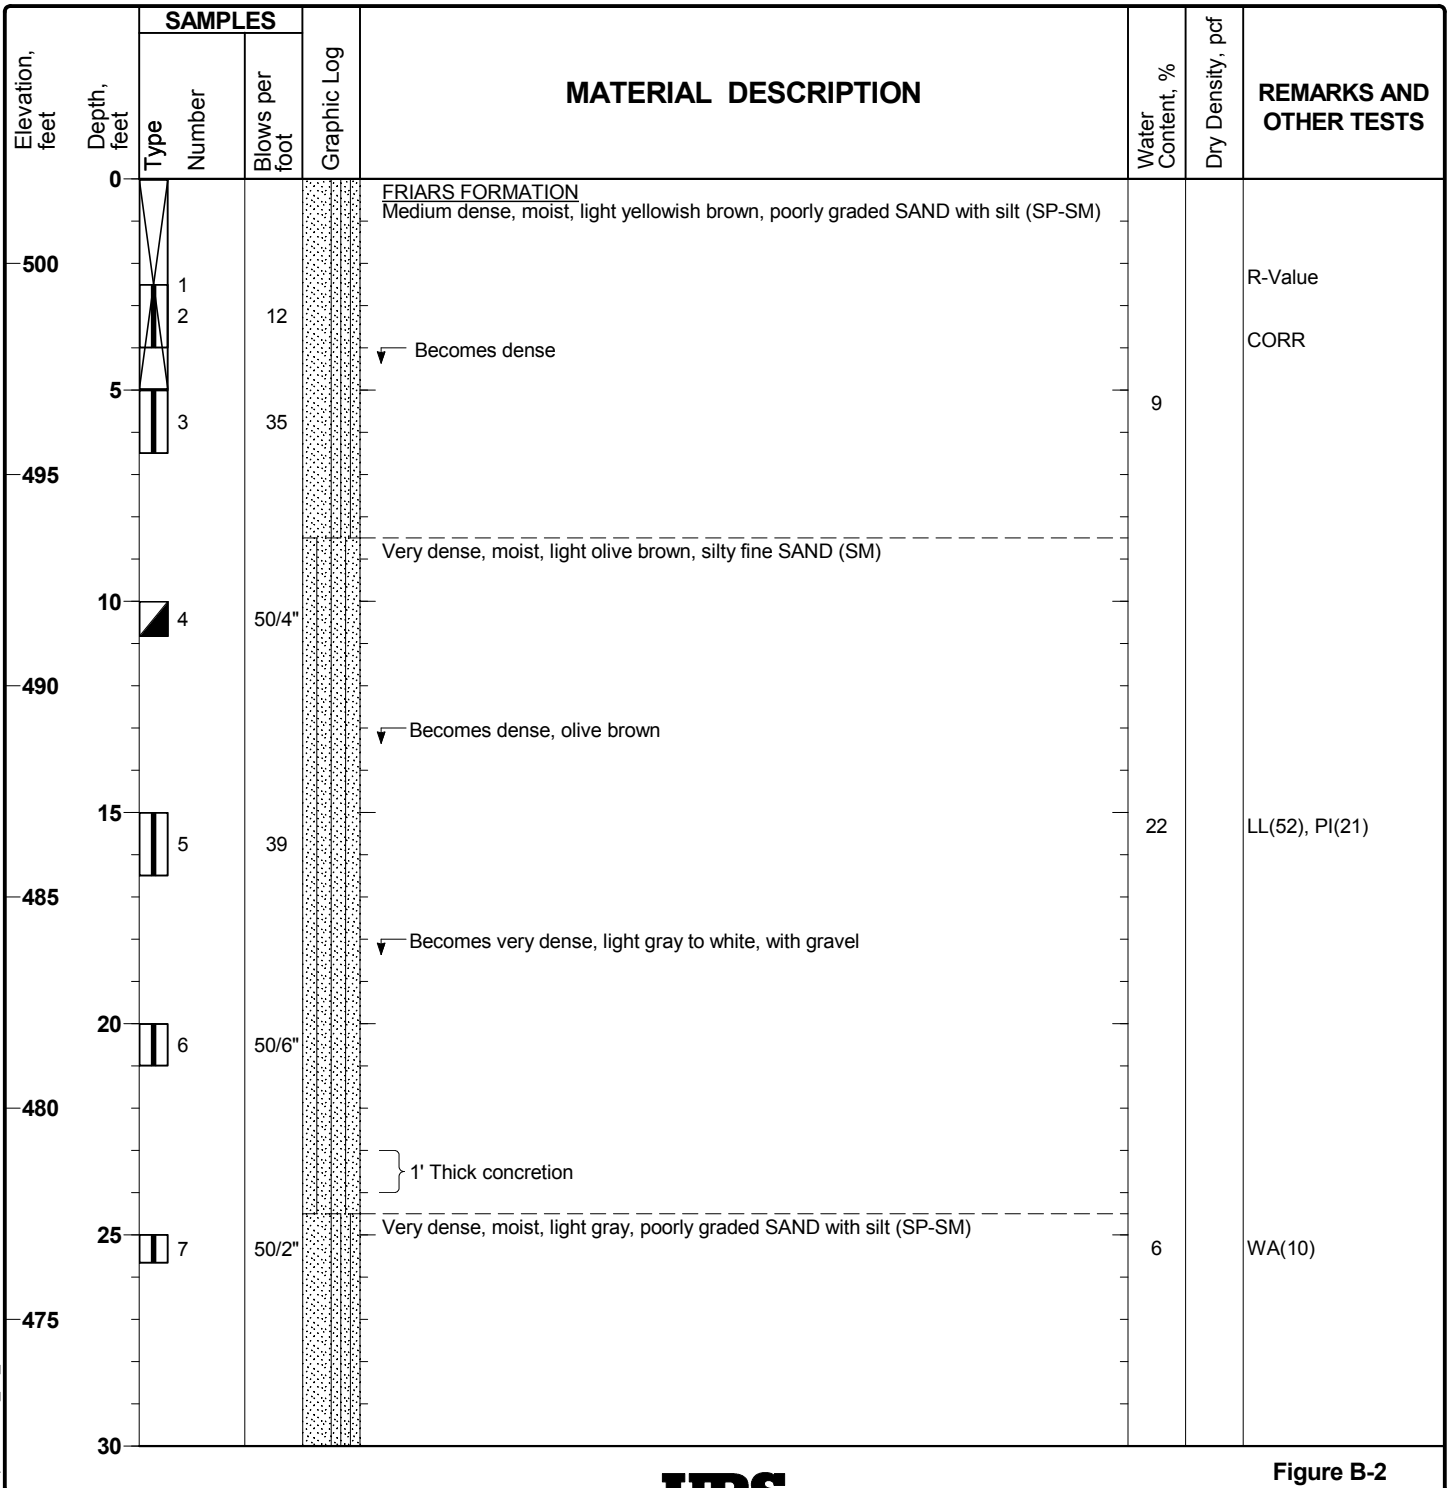 SAMPLES
Elevation,
feet
Depth,
feet
Type
Number
Blows per
foot
Graphic Log
MATERIAL DESCRIPTION
Water
Content, %
Dry Density, pcf
REMARKS AND
OTHER TESTS
0
FRIARS FORMATION
Medium dense, moist, light yellowish brown, poorly graded SAND with silt (SP-SM)
500
1
R-Value
2 12
CORR
Becomes dense
5
9
3 35
495
Very dense, moist, light olive brown, silty fine SAND (SM)
10
4 50/4"
490
Becomes dense, olive brown
15
22 LL(52), PI(21)
5 39
485
Becomes very dense, light gray to white, with gravel
20
6 50/6"
480
1' Thick concretion
Very dense, moist, light gray, poorly graded SAND with silt (SP-SM)
25
7 50/2" 6 WA(10)
475
30
Figure B-2
URS